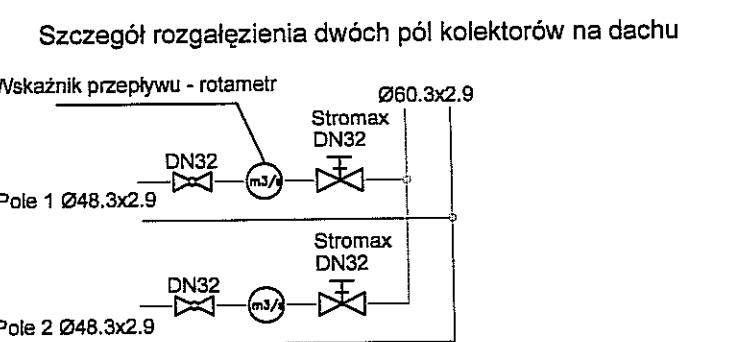 Szczegół rozgałęzienia dwóch pól kolektorów na dachu
Wskaźnik przepływu - rotametr
Ø60.3x2.9
Stromax
DN32
DN32
m3/s
Pole 1 Ø48.3x2.9
Stromax
DN32
DN32
m3/s
Pole 2 Ø48.3x2.9